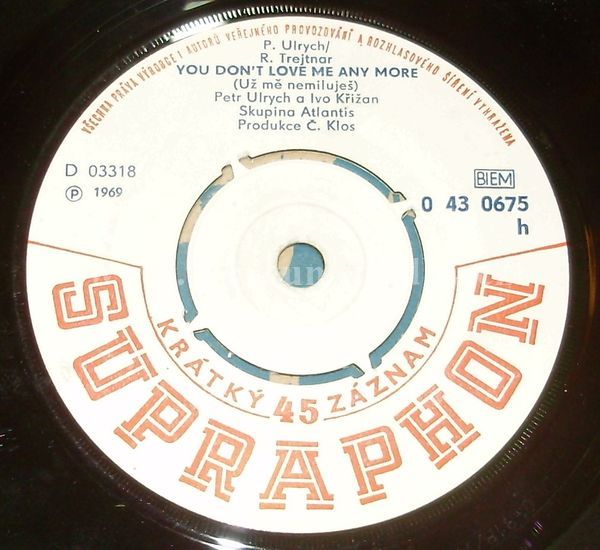 VŠECHNA PRÁVA VÝROBCE I AUTORŮ VEŘEJNÉHO PROVOZOVÁNÍ A ROZHLASOVÉHO ŠÍŘENÍ VYHRAŽENA
P. Ulrych/
R. Trejtnar
YOU DON'T LOVE ME ANY MORE
(Už mě nemiluješ)
Petr Ulrych a Ivo Křižan
Skupina Atlantis
Produkce Č. Klos
D 03318
Ⓟ 1969
BIEM
0 43 0675
h
KRÁTKÝ 45 ZÁZNAM
SUPRAPHON